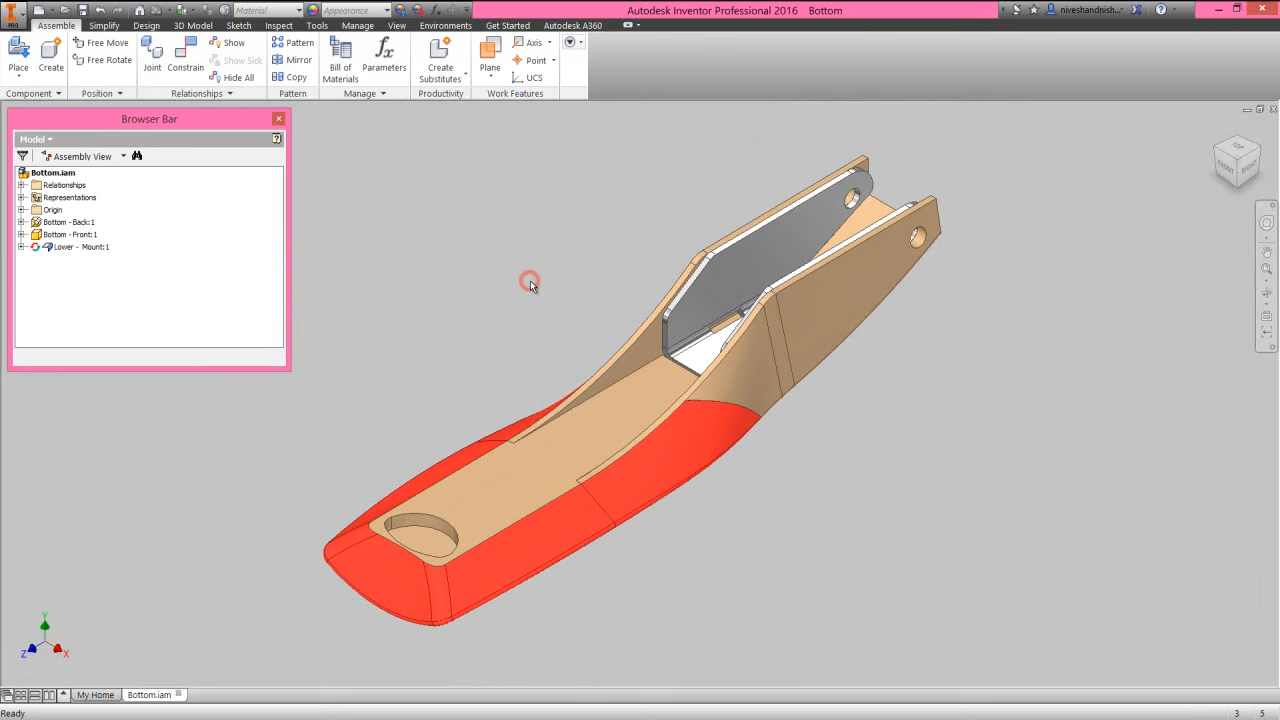 Material
Appearance
Autodesk Inventor Professional 2016 Bottom
niveshandnish...
PRO
Assemble Simplify Design 3D Model Sketch Inspect Tools Manage View Environments Get Started Autodesk A360
Free Move Show Pattern Axis
Free Rotate Show Sick Mirror Point
Place Create Joint Constrain Hide All Copy Bill of Materials Parameters Create Substitutes Plane UCS
Component Position Relationships Pattern Manage Productivity Work Features
Browser Bar
Model
Assembly View
Bottom.iam
Relationships
Representations
Origin
Bottom - Back:1
Bottom - Front:1
Lower - Mount:1
TOP
FRONT RIGHT
Y
Z X
My Home Bottom.iam
Ready 3 5